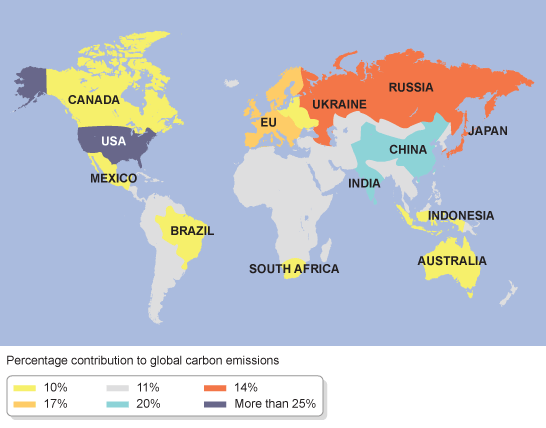 CANADA
RUSSIA
UKRAINE
EU
JAPAN
USA
CHINA
MEXICO
INDIA
INDONESIA
BRAZIL
AUSTRALIA
SOUTH AFRICA
Percentage contribution to global carbon emissions
10% 11% 14%
17% 20% More than 25%